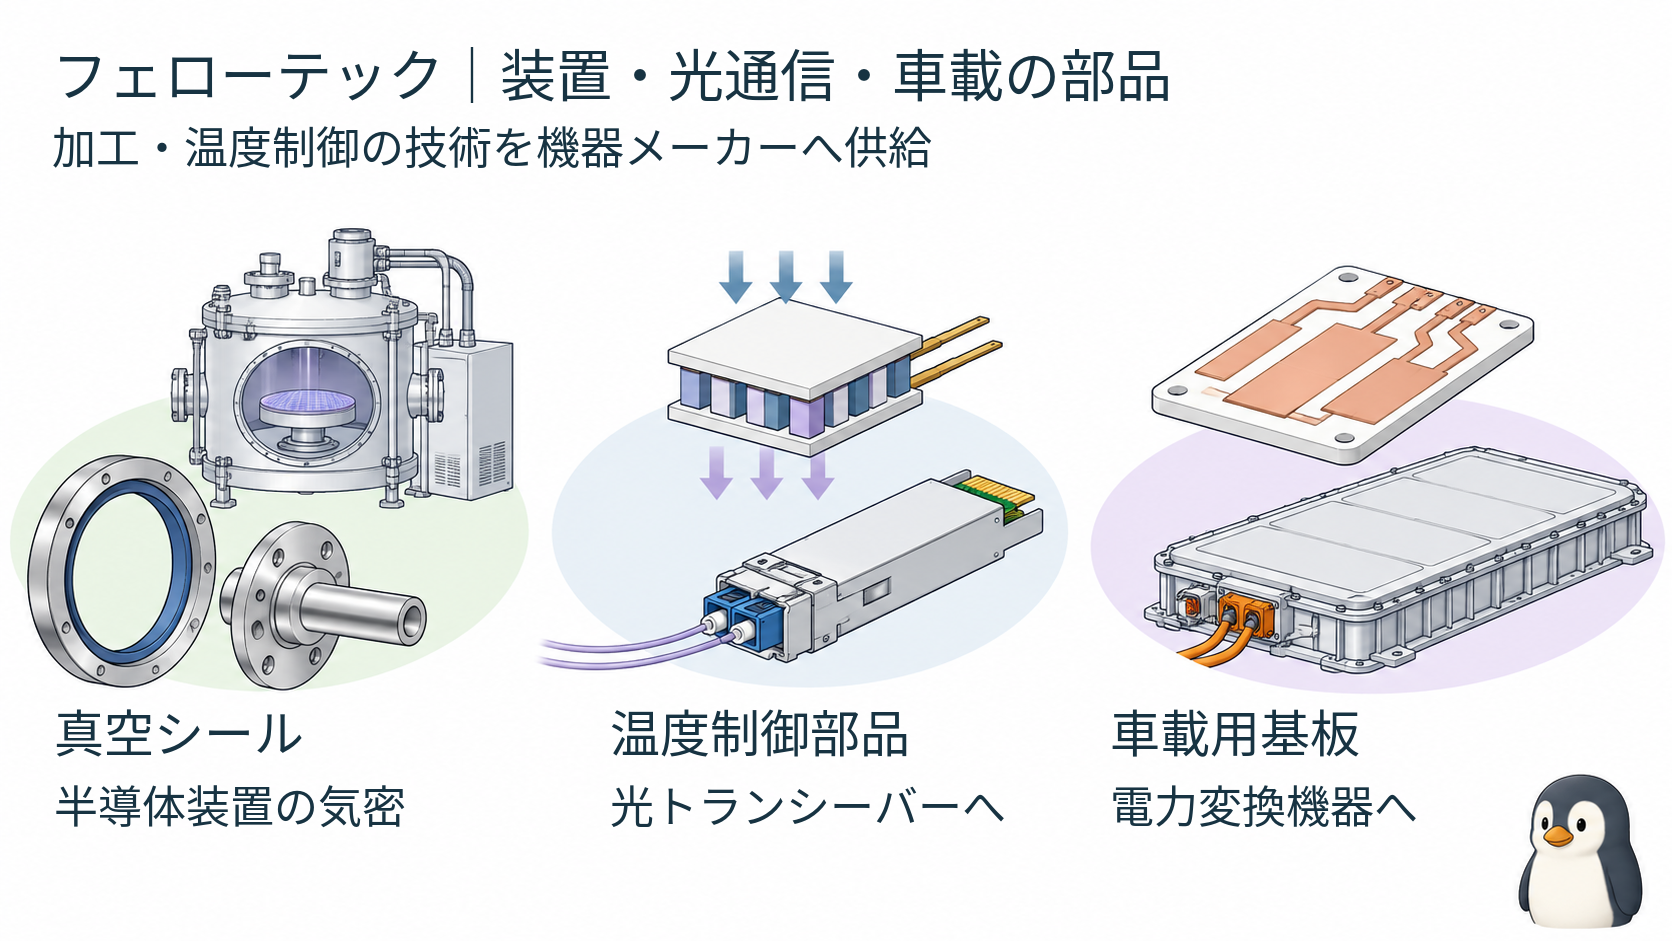 フェローテック｜装置・光通信・車載の部品
加工・温度制御の技術を機器メーカーへ供給
真空シール
半導体装置の気密
温度制御部品
光トランシーバーへ
車載用基板
電力変換機器へ